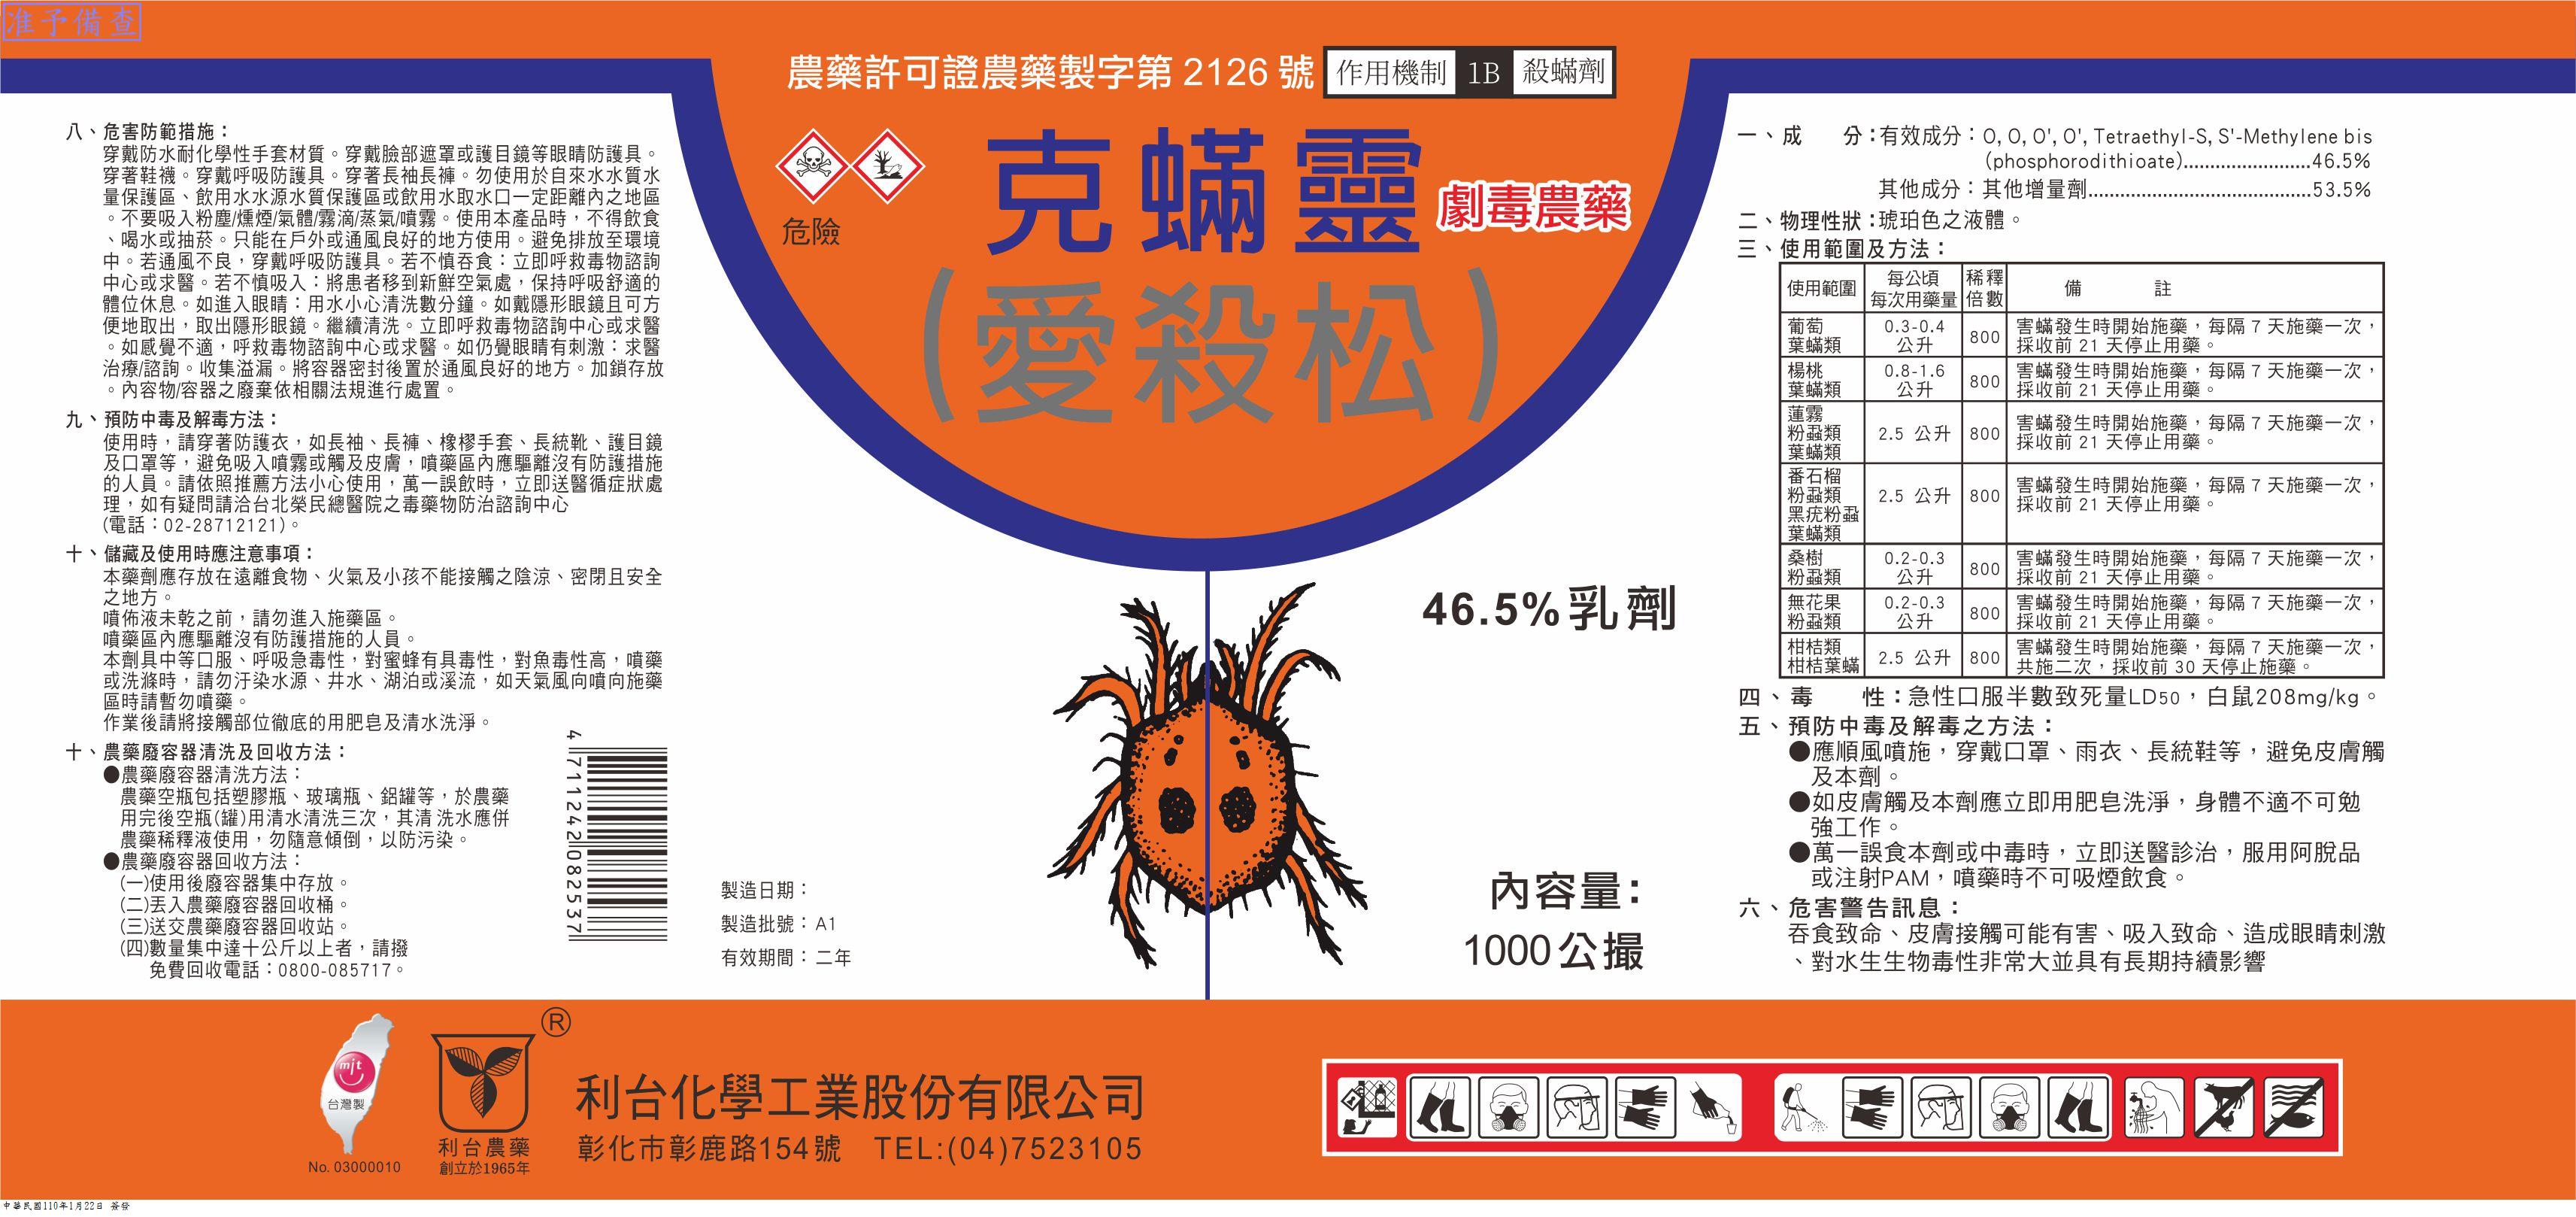 准予備查
農藥許可證農藥製字第 2126 號
作用機制 1B 殺蟎劑
克蟎靈
劇毒農藥
危險
(愛殺松)
46.5%乳劑
內容量:
1000公撮
製造日期：
製造批號：A1
有效期間：二年
一、成　分：有效成分：O, O, O', O', Tetraethyl-S, S'-Methylene bis
(phosphorodithioate)........................46.5%
其他成分：其他增量劑..........................................53.5%
二、物理性狀：琥珀色之液體。
三、使用範圍及方法：
使用範圍 每公頃每次用藥量 稀釋倍數 備　註
葡萄 0.3-0.4 800 害蟎發生時開始施藥，每隔 7 天施藥一次，
葉蟎類 公升 採收前 21 天停止用藥。
楊桃 0.8-1.6 800 害蟎發生時開始施藥，每隔 7 天施藥一次，
葉蟎類 公升 採收前 21 天停止用藥。
蓮霧
粉蝨類 2.5 公升 800 害蟎發生時開始施藥，每隔 7 天施藥一次，
葉蟎類 採收前 21 天停止用藥。
番石榴
粉蝨類 2.5 公升 800 害蟎發生時開始施藥，每隔 7 天施藥一次，
黑疣粉蝨 採收前 21 天停止用藥。
葉蟎類
桑樹 0.2-0.3 800 害蟎發生時開始施藥，每隔 7 天施藥一次，
粉蝨類 公升 採收前 21 天停止用藥。
無花果 0.2-0.3 800 害蟎發生時開始施藥，每隔 7 天施藥一次，
粉蝨類 公升 採收前 21 天停止用藥。
柑桔類 2.5 公升 800 害蟎發生時開始施藥，每隔 7 天施藥一次，
柑桔葉蟎 共施二次，採收前 30 天停止施藥。
四、毒　性：急性口服半數致死量LD50，白鼠208mg/kg。
五、預防中毒及解毒之方法：
●應順風噴施，穿戴口罩、雨衣、長統鞋等，避免皮膚觸
及本劑。
●如皮膚觸及本劑應立即用肥皂洗淨，身體不適不可勉
強工作。
●萬一誤食本劑或中毒時，立即送醫診治，服用阿脫品
或注射PAM，噴藥時不可吸煙飲食。
六、危害警告訊息：
吞食致命、皮膚接觸可能有害、吸入致命、造成眼睛刺激
、對水生生物毒性非常大並具有長期持續影響
八、危害防範措施：
穿戴防水耐化學性手套材質。穿戴臉部遮罩或護目鏡等眼睛防護具。
穿著鞋襪。穿戴呼吸防護具。穿著長袖長褲。勿使用於自來水水質水
量保護區、飲用水水源水質保護區或飲用水取水口一定距離內之地區
。不要吸入粉塵/燻煙/氣體/霧滴/蒸氣/噴霧。使用本產品時，不得飲食
、喝水或抽菸。只能在戶外或通風良好的地方使用。避免排放至環境
中。若通風不良，穿戴呼吸防護具。若不慎吞食：立即呼救毒物諮詢
中心或求醫。若不慎吸入：將患者移到新鮮空氣處，保持呼吸舒適的
體位休息。如進入眼睛：用水小心清洗數分鐘。如戴隱形眼鏡且可方
便地取出，取出隱形眼鏡。繼續清洗。立即呼救毒物諮詢中心或求醫
。如感覺不適，呼救毒物諮詢中心或求醫。如仍覺眼睛有刺激：求醫
治療/諮詢。收集溢漏。將容器密封後置於通風良好的地方。加鎖存放
。內容物/容器之廢棄依相關法規進行處置。
九、預防中毒及解毒方法：
使用時，請穿著防護衣，如長袖、長褲、橡樛手套、長統靴、護目鏡
及口罩等，避免吸入噴霧或觸及皮膚，噴藥區內應驅離沒有防護措施
的人員。請依照推薦方法小心使用，萬一誤飲時，立即送醫循症狀處
理，如有疑問請洽台北榮民總醫院之毒藥物防治諮詢中心
(電話：02-28712121)。
十、儲藏及使用時應注意事項：
本藥劑應存放在遠離食物、火氣及小孩不能接觸之陰涼、密閉且安全
之地方。
噴佈液未乾之前，請勿進入施藥區。
噴藥區內應驅離沒有防護措施的人員。
本劑具中等口服、呼吸急毒性，對蜜蜂有具毒性，對魚毒性高，噴藥
或洗滌時，請勿汙染水源、井水、湖泊或溪流，如天氣風向噴向施藥
區時請暫勿噴藥。
作業後請將接觸部位徹底的用肥皂及清水洗淨。
十、農藥廢容器清洗及回收方法：
●農藥廢容器清洗方法：
農藥空瓶包括塑膠瓶、玻璃瓶、鋁罐等，於農藥
用完後空瓶(罐)用清水清洗三次，其清 洗水應併
農藥稀釋液使用，勿隨意傾倒，以防污染。
●農藥廢容器回收方法：
(一)使用後廢容器集中存放。
(二)丟入農藥廢容器回收桶。
(三)送交農藥廢容器回收站。
(四)數量集中達十公斤以上者，請撥
免費回收電話：0800-085717。
4 711242 082537
mit
台灣製
No. 03000010
®
利台農藥
創立於1965年
利台化學工業股份有限公司
彰化市彰鹿路154號 TEL:(04)7523105
中華民國110年1月22日 簽發